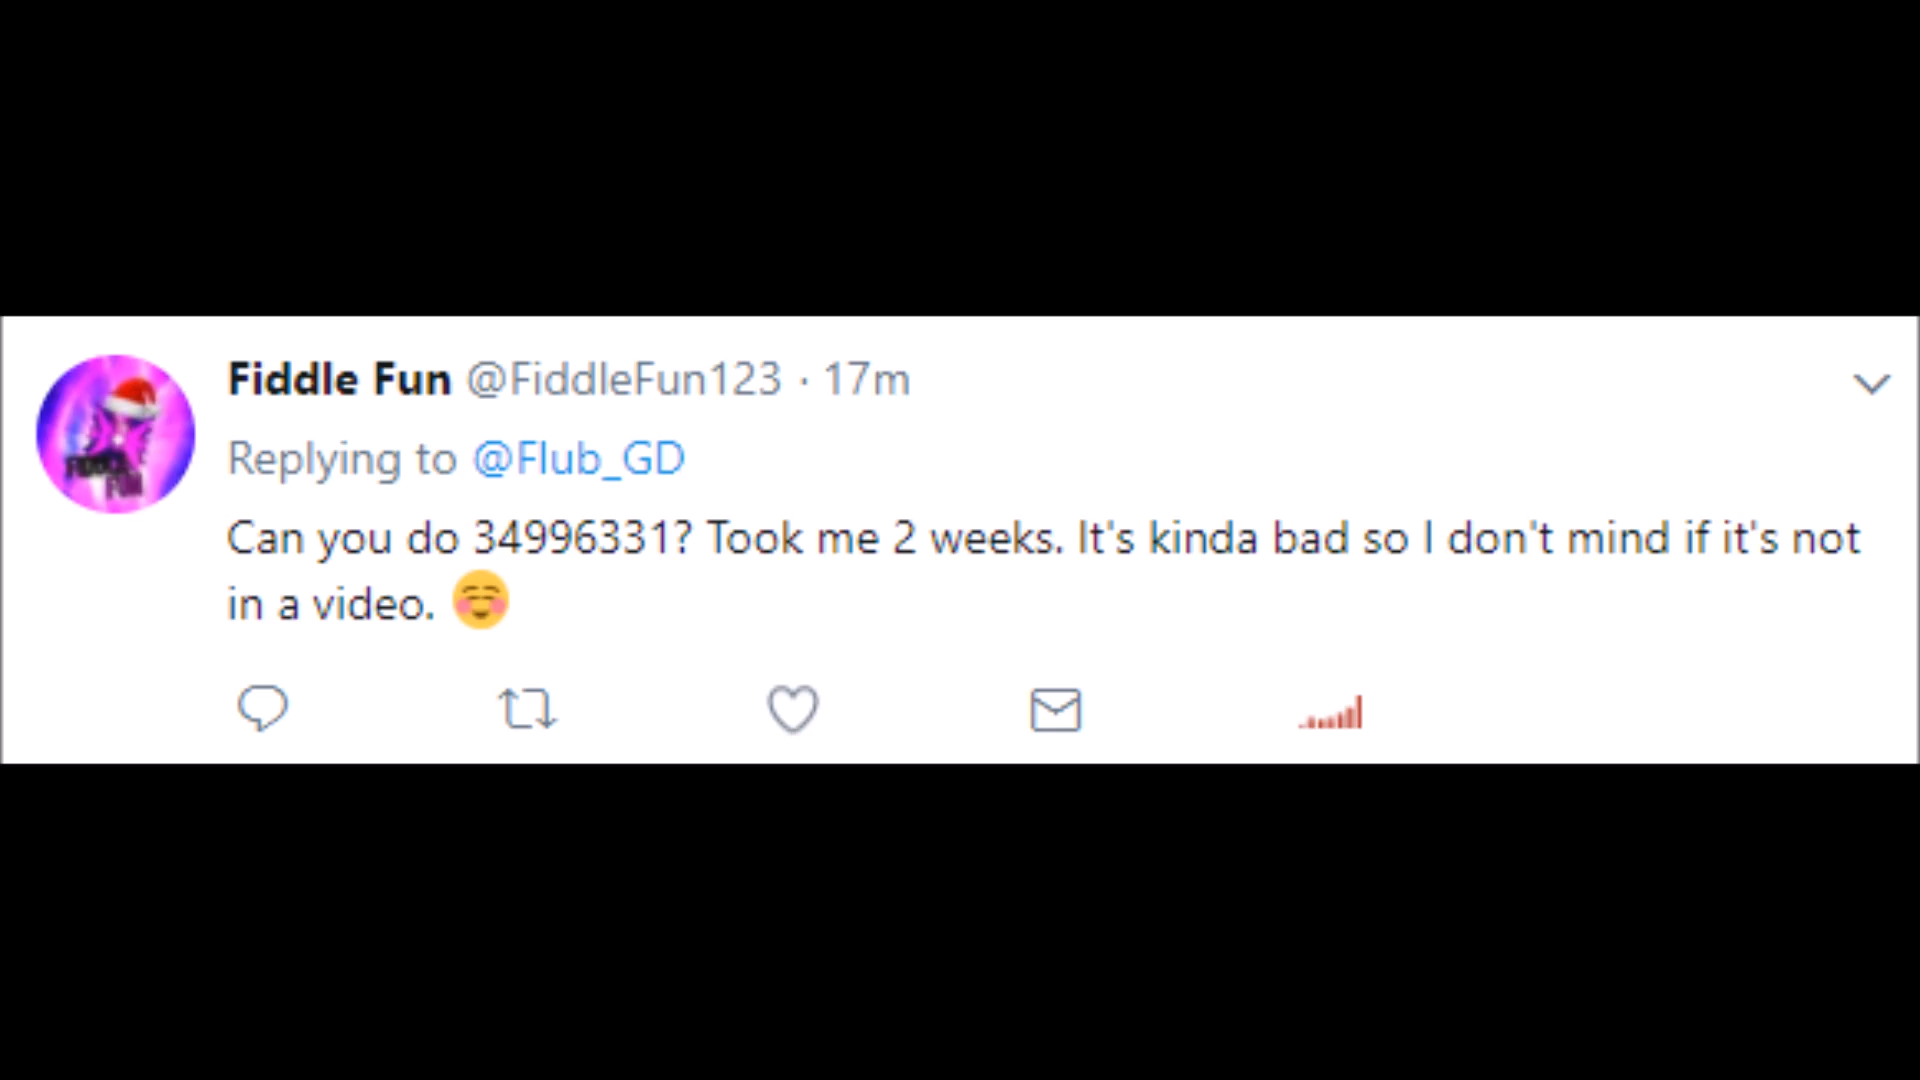 Fiddle Fun @FiddleFun123 · 17m
Replying to @Flub_GD
Can you do 34996331? Took me 2 weeks. It's kinda bad so I don't mind if it's not
in a video. ☺️
FUN